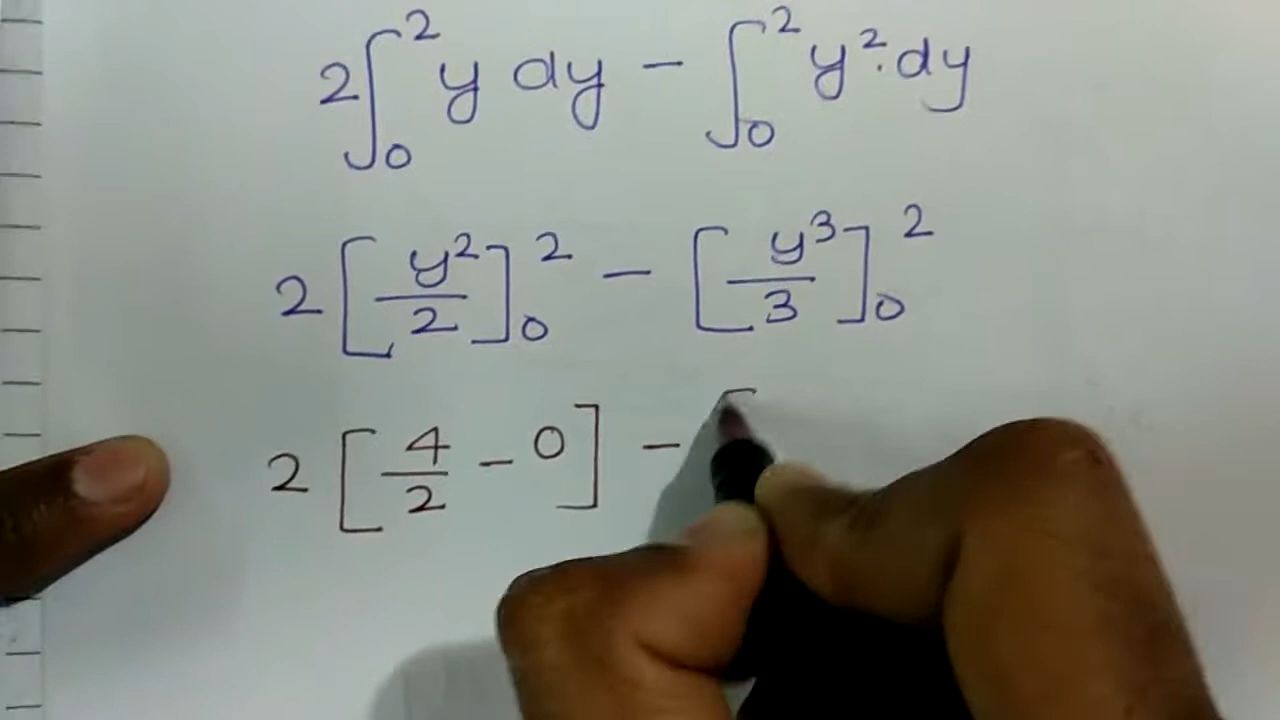 2∫₀² y dy − ∫₀² y²·dy
2[y²/2]₀² − [y³/3]₀²
2[4/2 − 0] − [